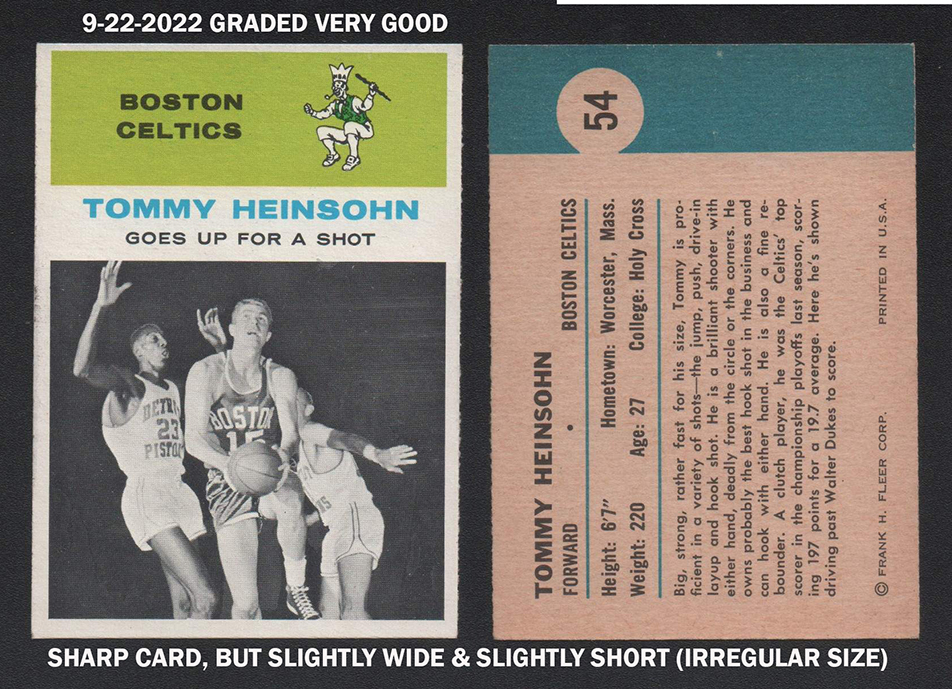 9-22-2022 GRADED VERY GOOD
BOSTON
CELTICS
TOMMY HEINSOHN
GOES UP FOR A SHOT
DETR
23
PISTO
BOSTON
15
54
TOMMY HEINSOHN
FORWARD • BOSTON CELTICS
Height: 6'7" Hometown: Worcester, Mass.
Weight: 220 Age: 27 College: Holy Cross
Big, strong, rather fast for his size, Tommy is pro-
ficient in a variety of shots—the jump, push, drive-in
layup and hook shot. He is a brilliant shooter with
either hand, deadly from the circle or the corners. He
owns probably the best hook shot in the business and
can hook with either hand. He is also a fine re-
bounder. A clutch player, he was the Celtics' top
scorer in the championship playoffs last season, scor-
ing 197 points for a 19.7 average. Here he's shown
driving past Walter Dukes to score.
© FRANK H. FLEER CORP. PRINTED IN U.S.A.
SHARP CARD, BUT SLIGHTLY WIDE & SLIGHTLY SHORT (IRREGULAR SIZE)